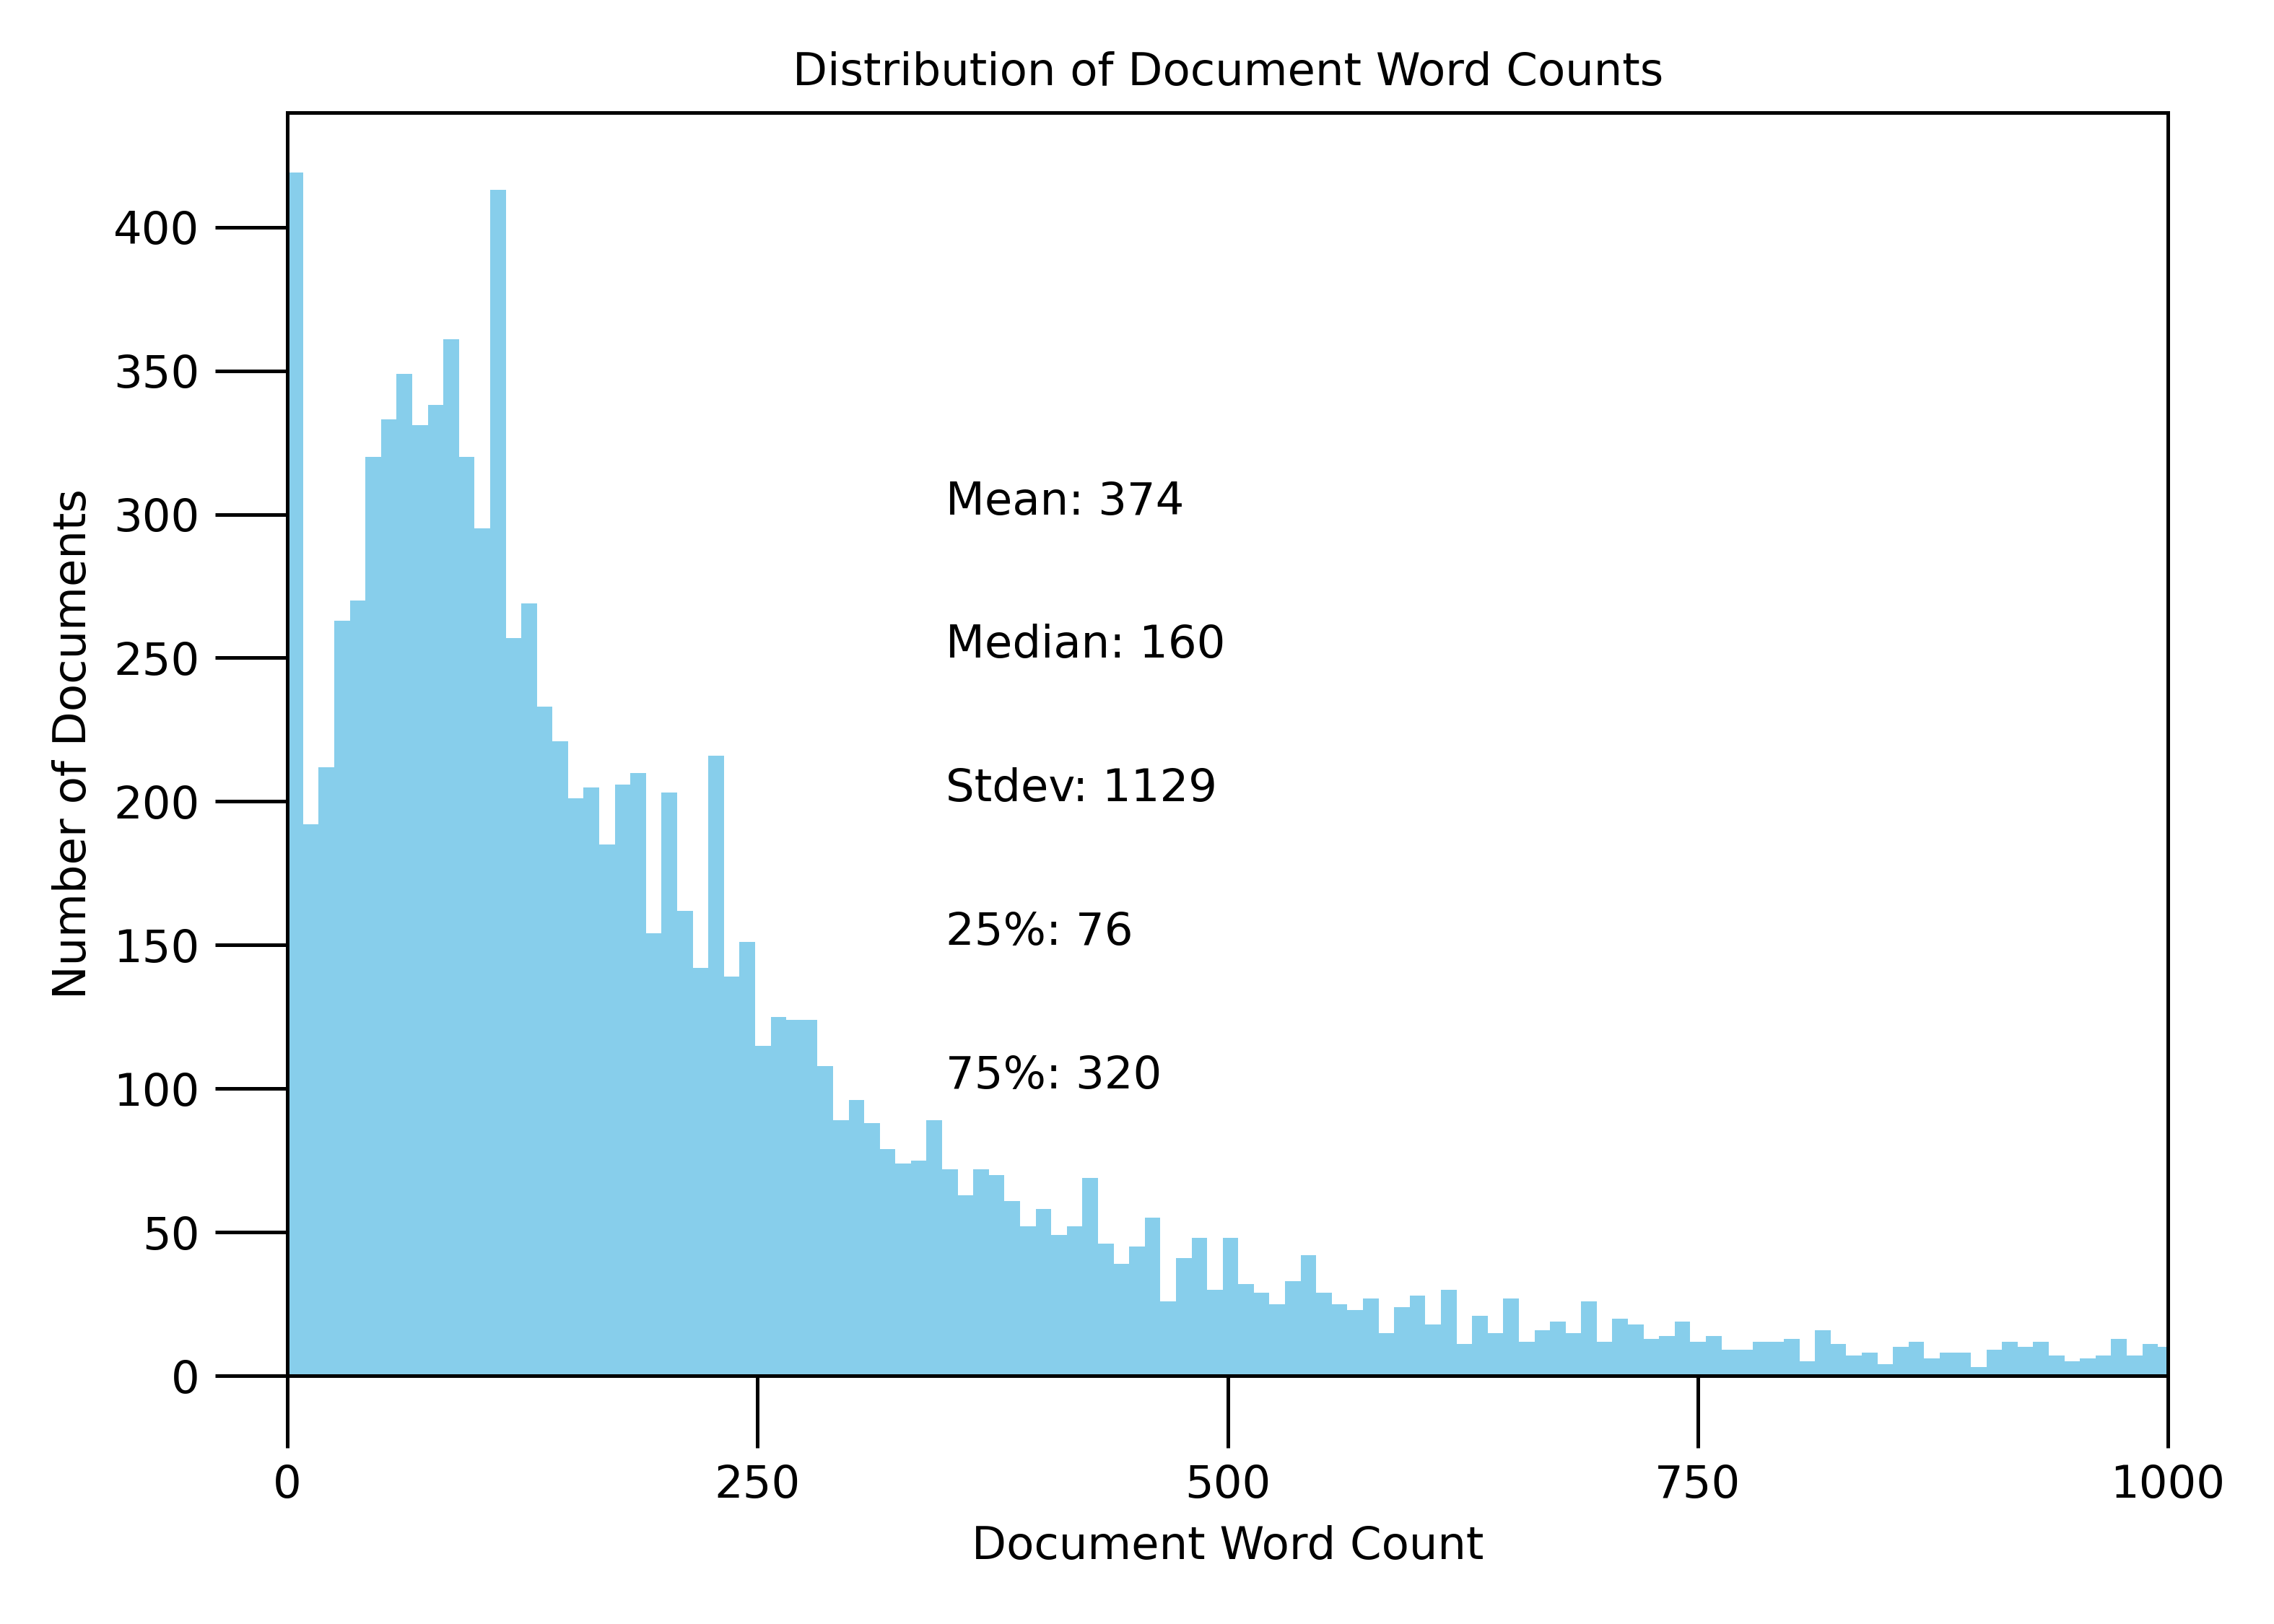 Distribution of Document Word Counts
400
350
300
250
200
150
100
50
0
Number of Documents
Mean: 374
Median: 160
Stdev: 1129
25%: 76
75%: 320
0 250 500 750 1000
Document Word Count